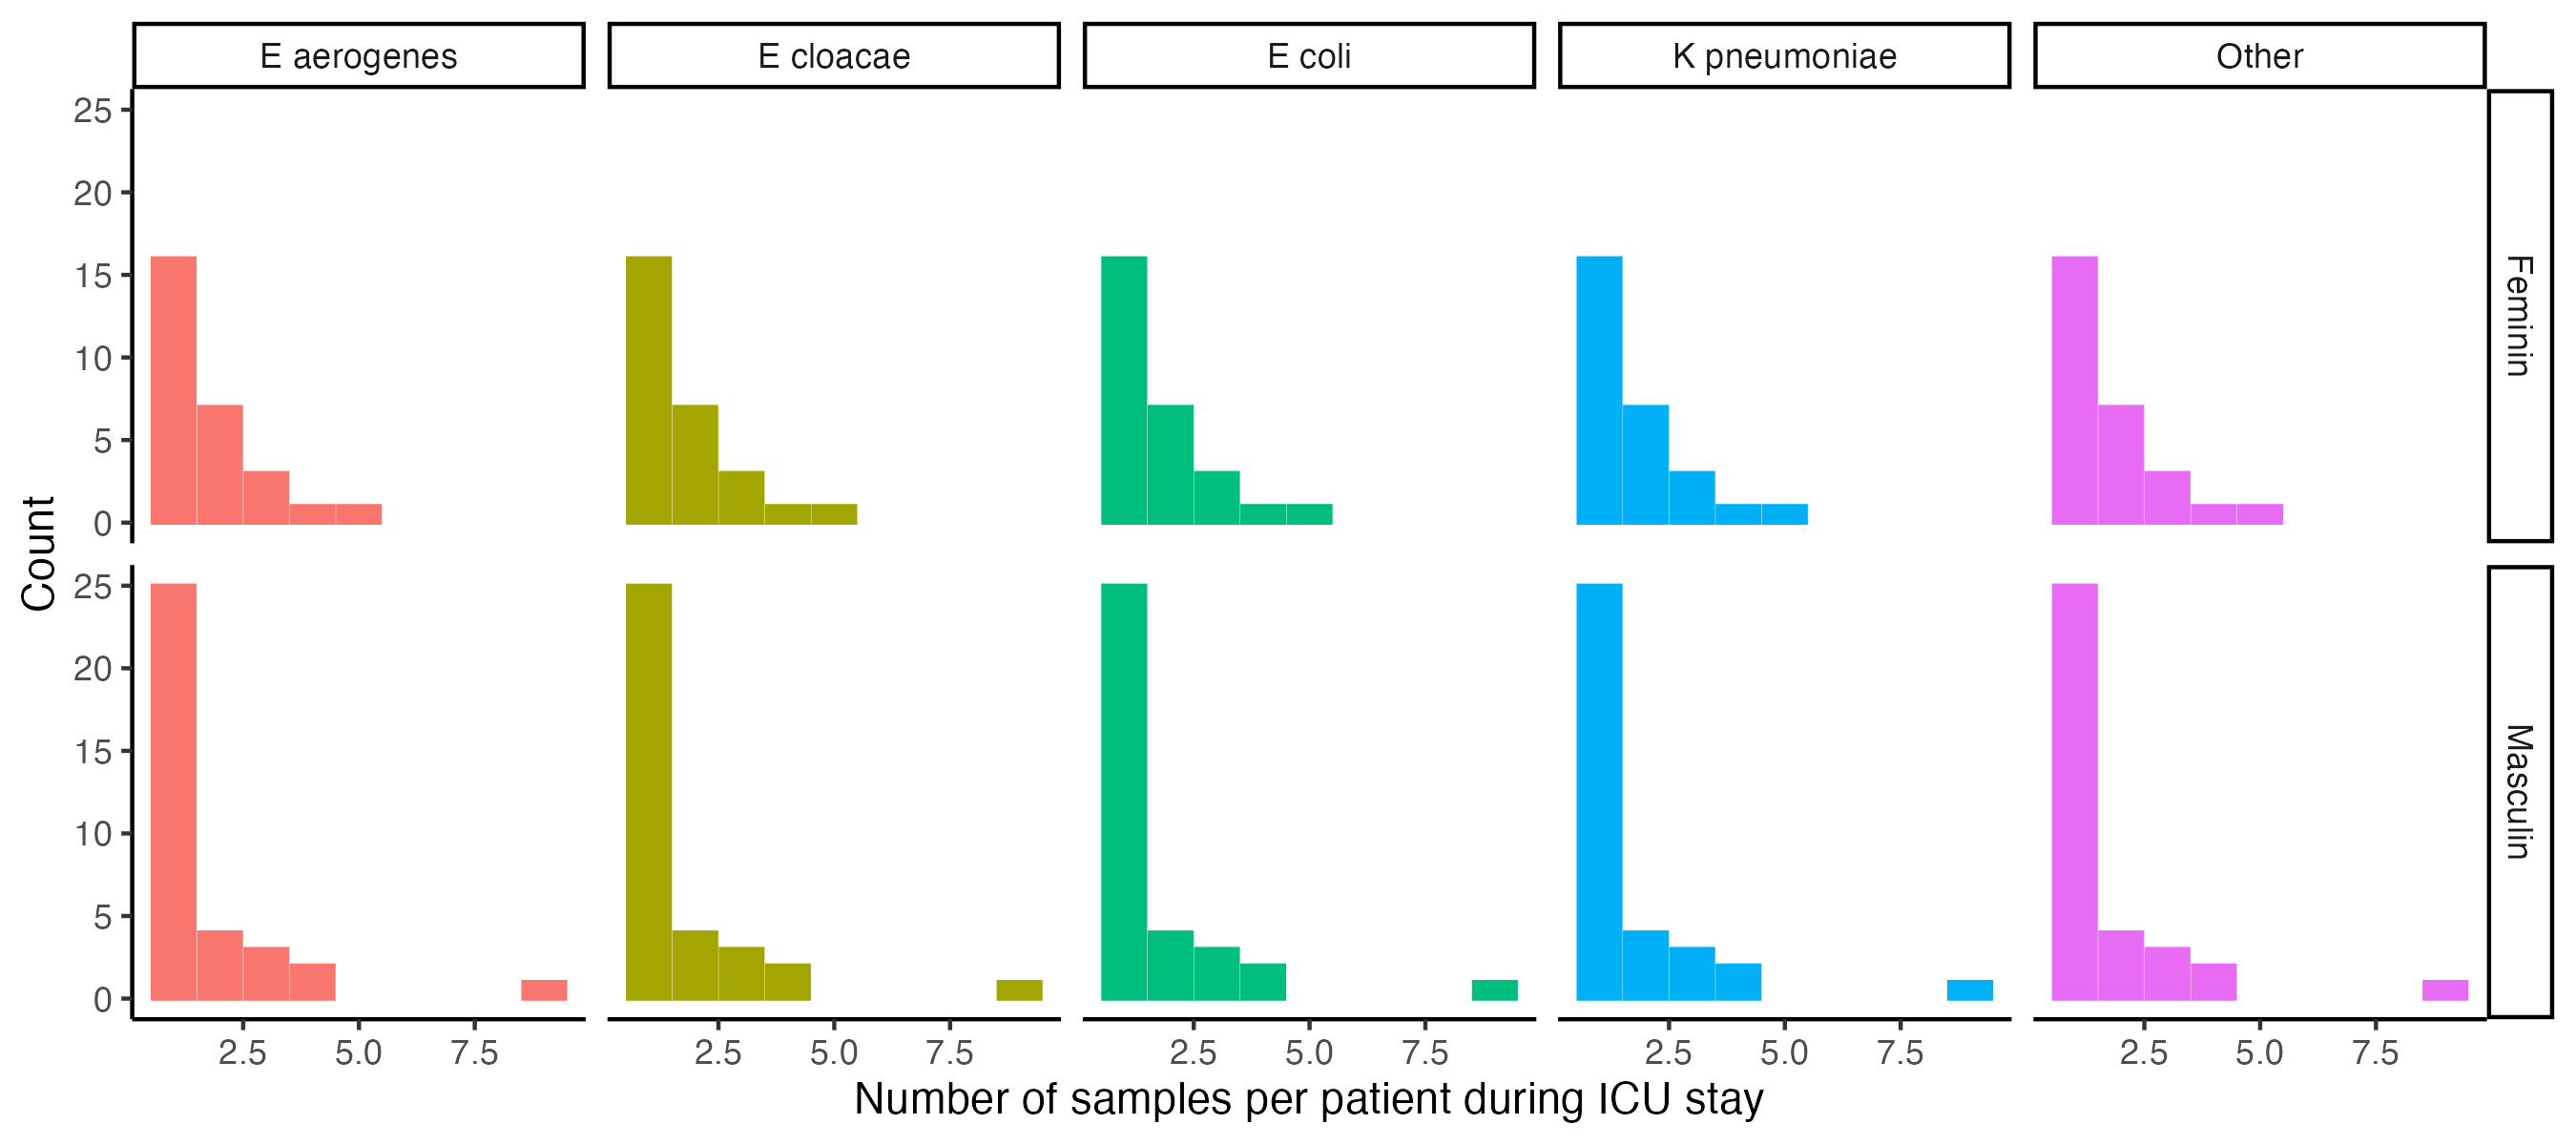 E aerogenes E cloacae E coli K pneumoniae Other
25
20
15
10
5
0
Feminin
Count
25
20
15
10
5
0
Masculin
2.5 5.0 7.5 2.5 5.0 7.5 2.5 5.0 7.5 2.5 5.0 7.5 2.5 5.0 7.5
Number of samples per patient during ICU stay